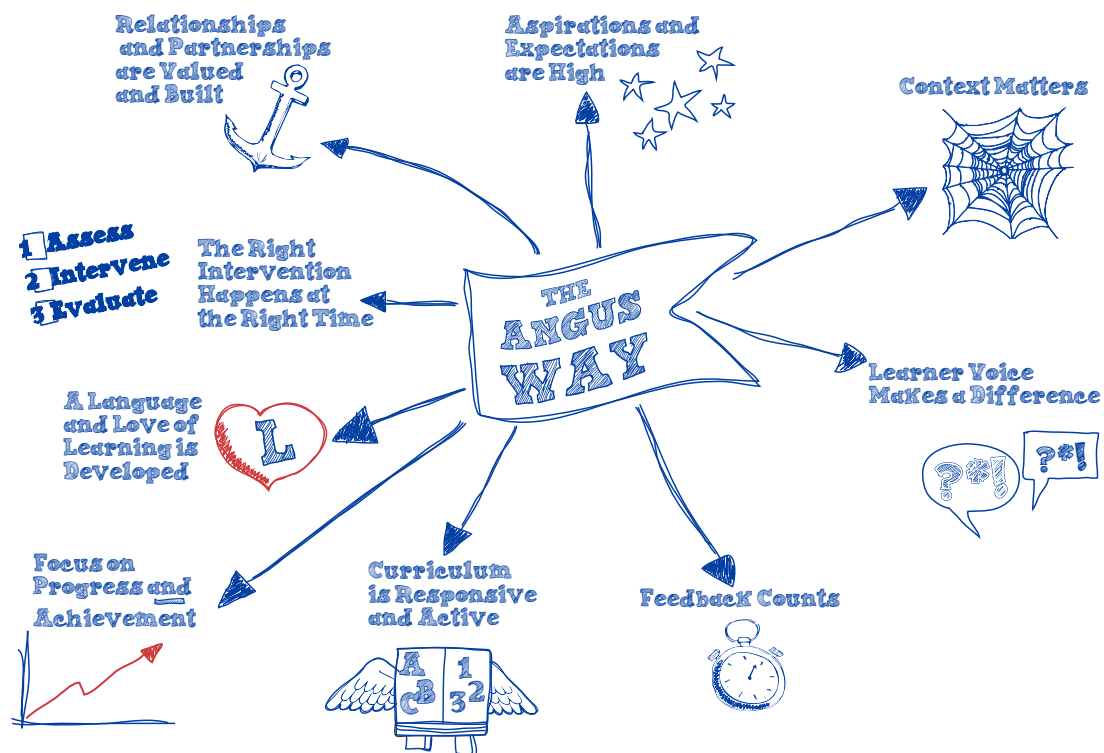 Relationships
and Partnerships
are Valued
and Built
Aspirations and
Expectations
are High
Context Matters
1 Assess
2 Intervene
3 Evaluate
The Right
Intervention
Happens at
the Right Time
THE
ANGUS
WAY
Learner Voice
Makes a Difference
?*!
?*!
A Language
and Love of
Learning is
Developed
L
Focus on
Progress and
Achievement
Curriculum
is Responsive
and Active
A
B
C
1
2
3
Feedback Counts